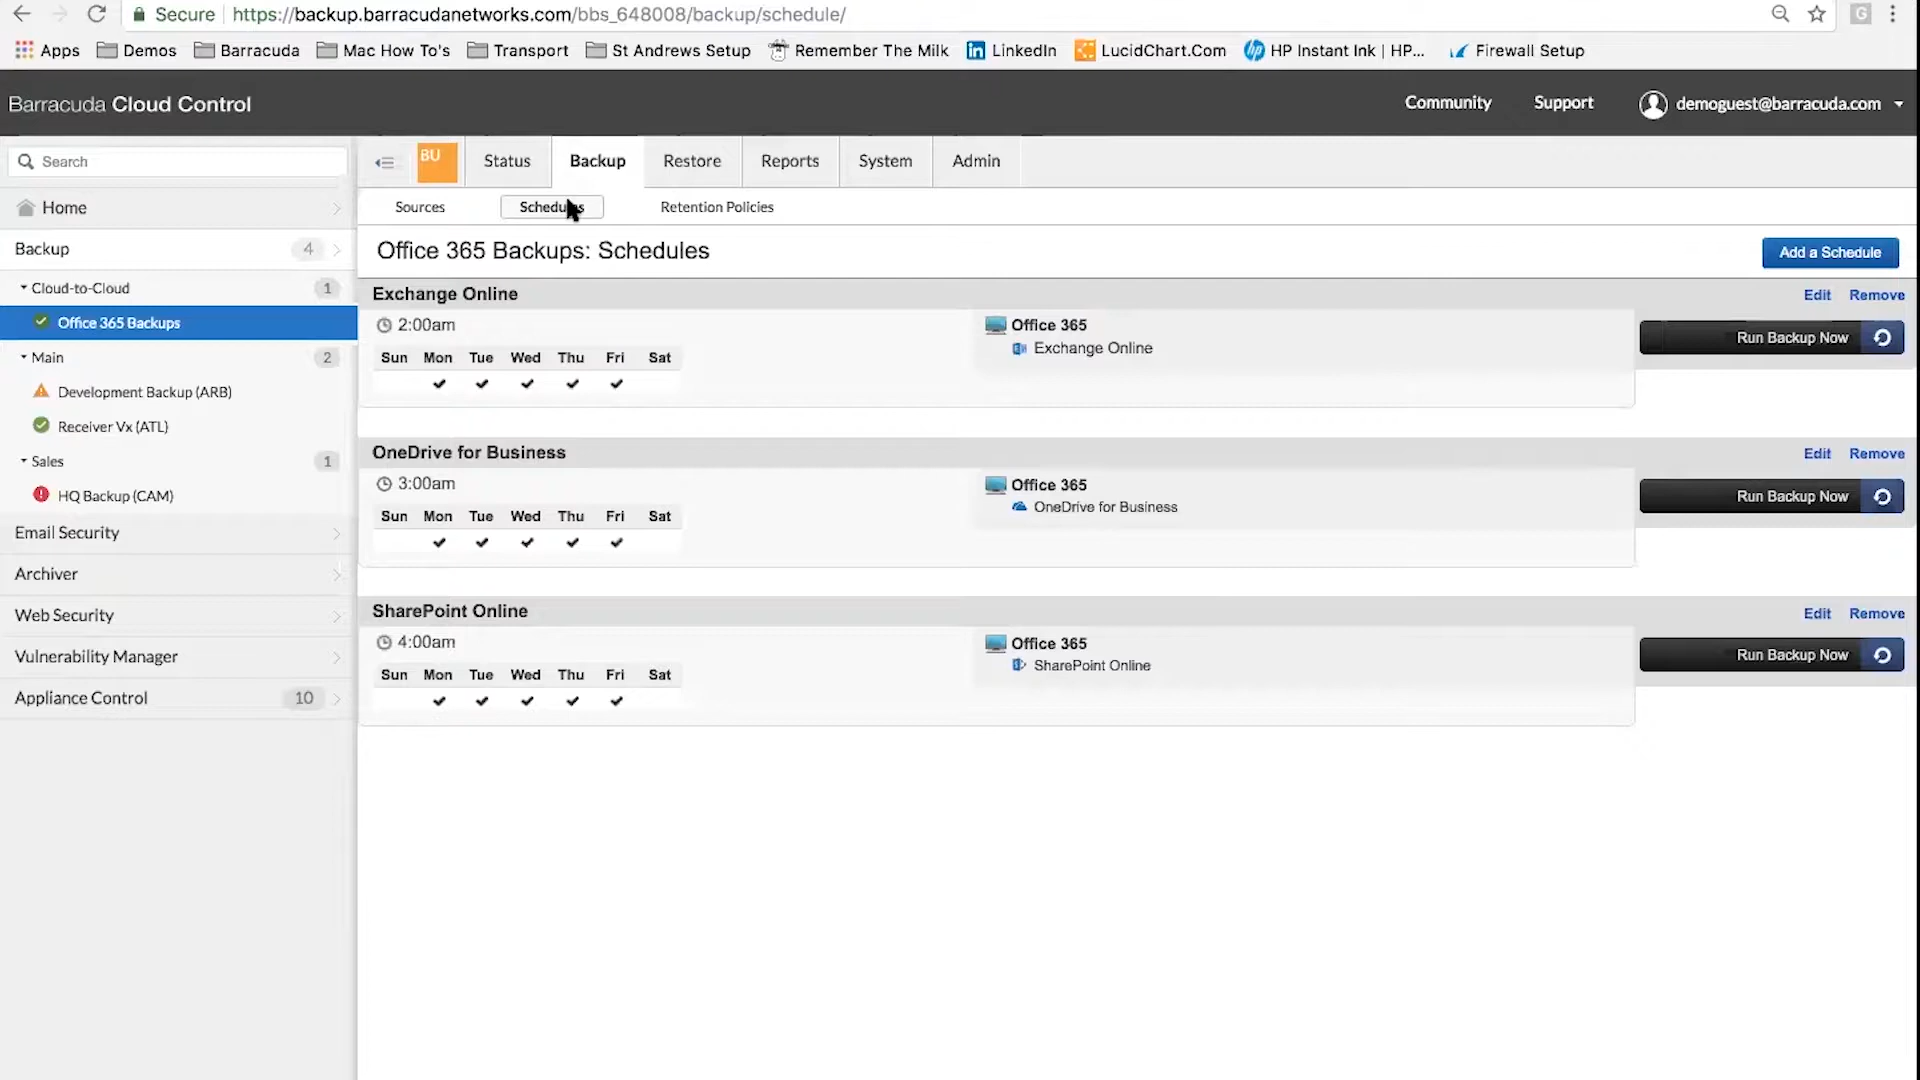 Secure https://backup.barracudanetworks.com/bbs_648008/backup/schedule/
Apps Demos Barracuda Mac How To's Transport St Andrews Setup Remember The Milk LinkedIn LucidChart.Com HP Instant Ink | HP... Firewall Setup
Barracuda Cloud Control Community Support demoguest@barracuda.com
Search
BU Status Backup Restore Reports System Admin
Home
Sources Schedules Retention Policies
Backup 4
Office 365 Backups: Schedules Add a Schedule
Cloud-to-Cloud 1
Office 365 Backups
Main 2
Development Backup (ARB)
Receiver Vx (ATL)
Sales 1
HQ Backup (CAM)
Email Security
Archiver
Web Security
Vulnerability Manager
Appliance Control 10
Exchange Online Edit Remove
2:00am Office 365 Run Backup Now
Exchange Online
Sun Mon Tue Wed Thu Fri Sat
OneDrive for Business Edit Remove
3:00am Office 365 Run Backup Now
OneDrive for Business
Sun Mon Tue Wed Thu Fri Sat
SharePoint Online Edit Remove
4:00am Office 365 Run Backup Now
SharePoint Online
Sun Mon Tue Wed Thu Fri Sat